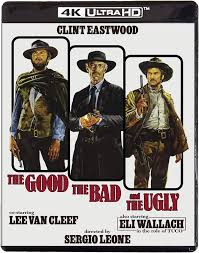 4K ULTRA HD
CLINT EASTWOOD
THE GOOD THE BAD and THE UGLY
co-starring
LEE VAN CLEEF
also starring
ELI WALLACH
in the role of TUCO
directed by
SERGIO LEONE